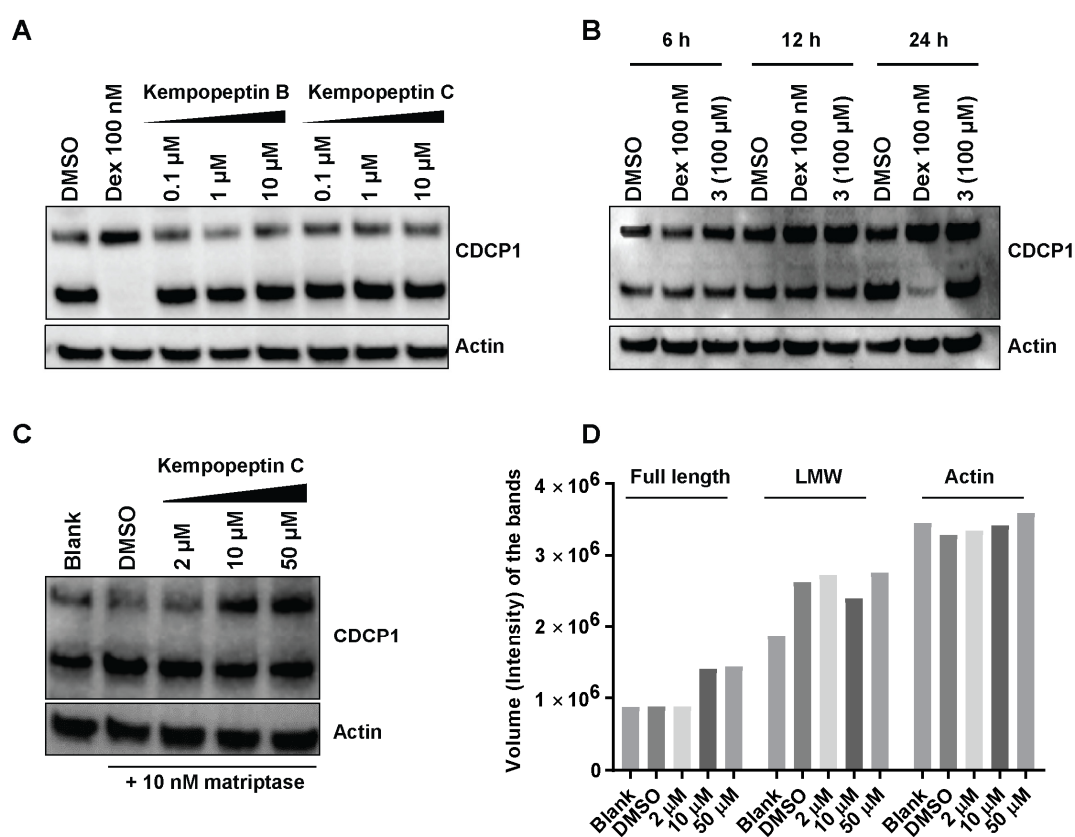 A
Kempopeptin B
Kempopeptin C
DMSO
Dex 100 nM
0.1 µM
1 µM
10 µM
0.1 µM
1 µM
10 µM
CDCP1
Actin
B
6 h
12 h
24 h
DMSO
Dex 100 nM
3 (100 µM)
DMSO
Dex 100 nM
3 (100 µM)
DMSO
Dex 100 nM
3 (100 µM)
CDCP1
Actin
C
Kempopeptin C
Blank
DMSO
2 µM
10 µM
50 µM
CDCP1
Actin
+ 10 nM matriptase
D
Volume (Intensity) of the bands
Full length
LMW
Actin
4 × 10⁶
3 × 10⁶
2 × 10⁶
1 × 10⁶
0
Blank
DMSO
2 µM
10 µM
50 µM
Blank
DMSO
2 µM
10 µM
50 µM
Blank
DMSO
2 µM
10 µM
50 µM